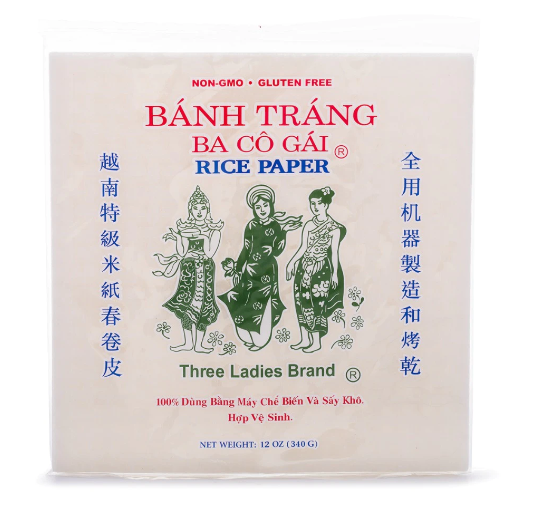 NON-GMO • GLUTEN FREE
BÁNH TRÁNG
BA CÔ GÁI ®
RICE PAPER
越南特級米紙春卷皮
全用机器製造和烤乾
Three Ladies Brand ®
100% Dùng Bằng Máy Chế Biến Và Sấy Khô.
Hợp Vệ Sinh.
NET WEIGHT: 12 OZ (340 G)